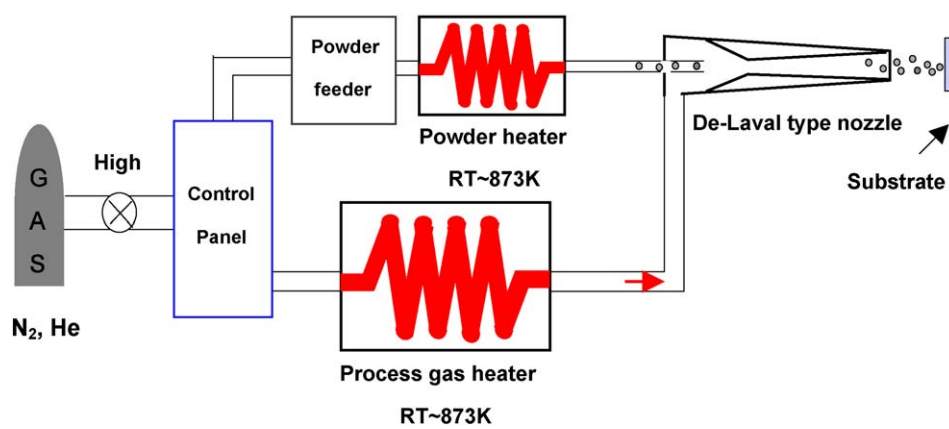 Powder
feeder
Powder heater
RT~873K
De-Laval type nozzle
Substrate
High
G
A
S
Control
Panel
N₂, He
Process gas heater
RT~873K